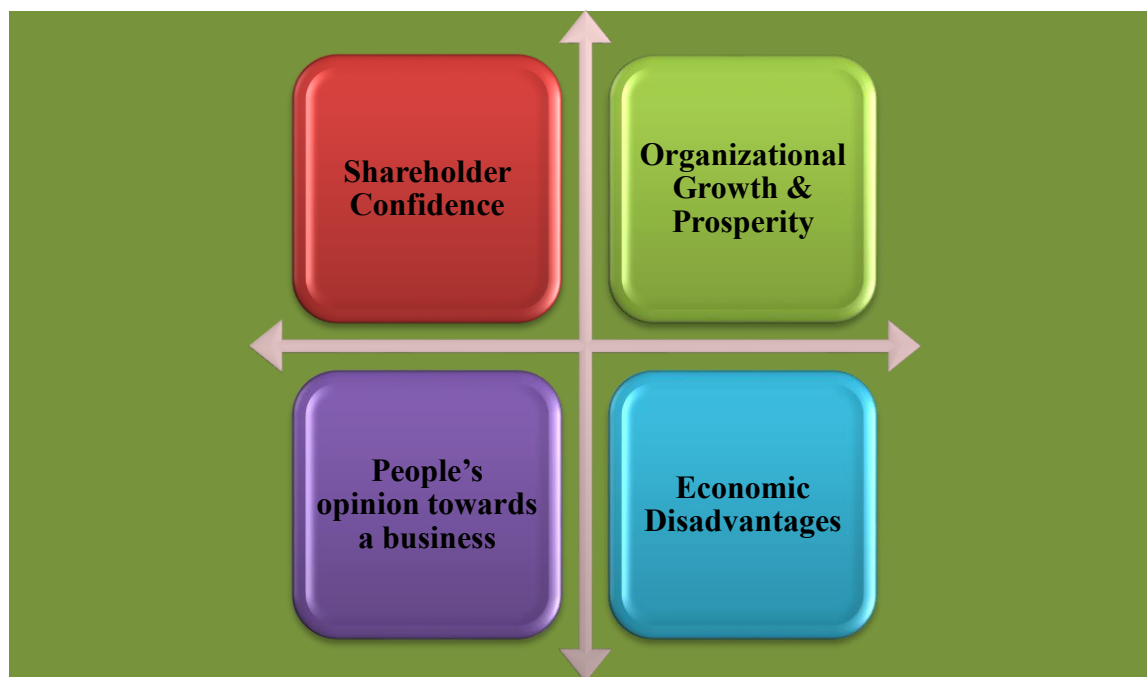 Shareholder
Confidence
Organizational
Growth &
Prosperity
People’s
opinion towards
a business
Economic
Disadvantages